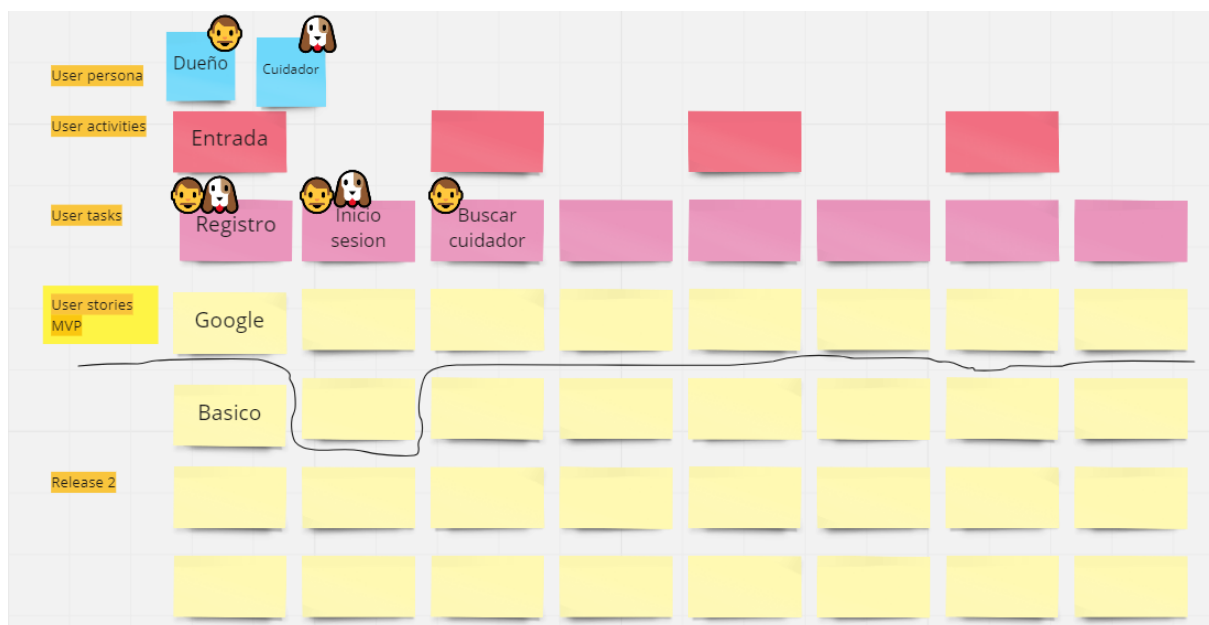 Dueño
Cuidador
User persona
User activities
Entrada
User tasks
Registro
Inicio
sesion
Buscar
cuidador
User stories
MVP
Google
Basico
Release 2